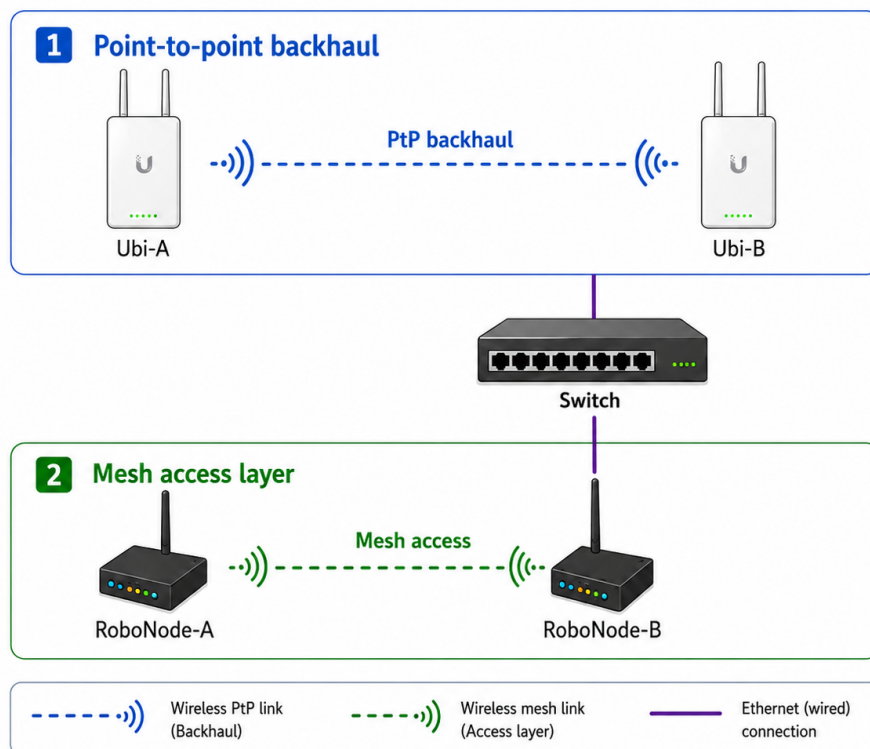 1 Point-to-point backhaul
PtP backhaul
Ubi-A
Ubi-B
Switch
2 Mesh access layer
Mesh access
RoboNode-A
RoboNode-B
Wireless PtP link
(Backhaul)
Wireless mesh link
(Access layer)
Ethernet (wired)
connection